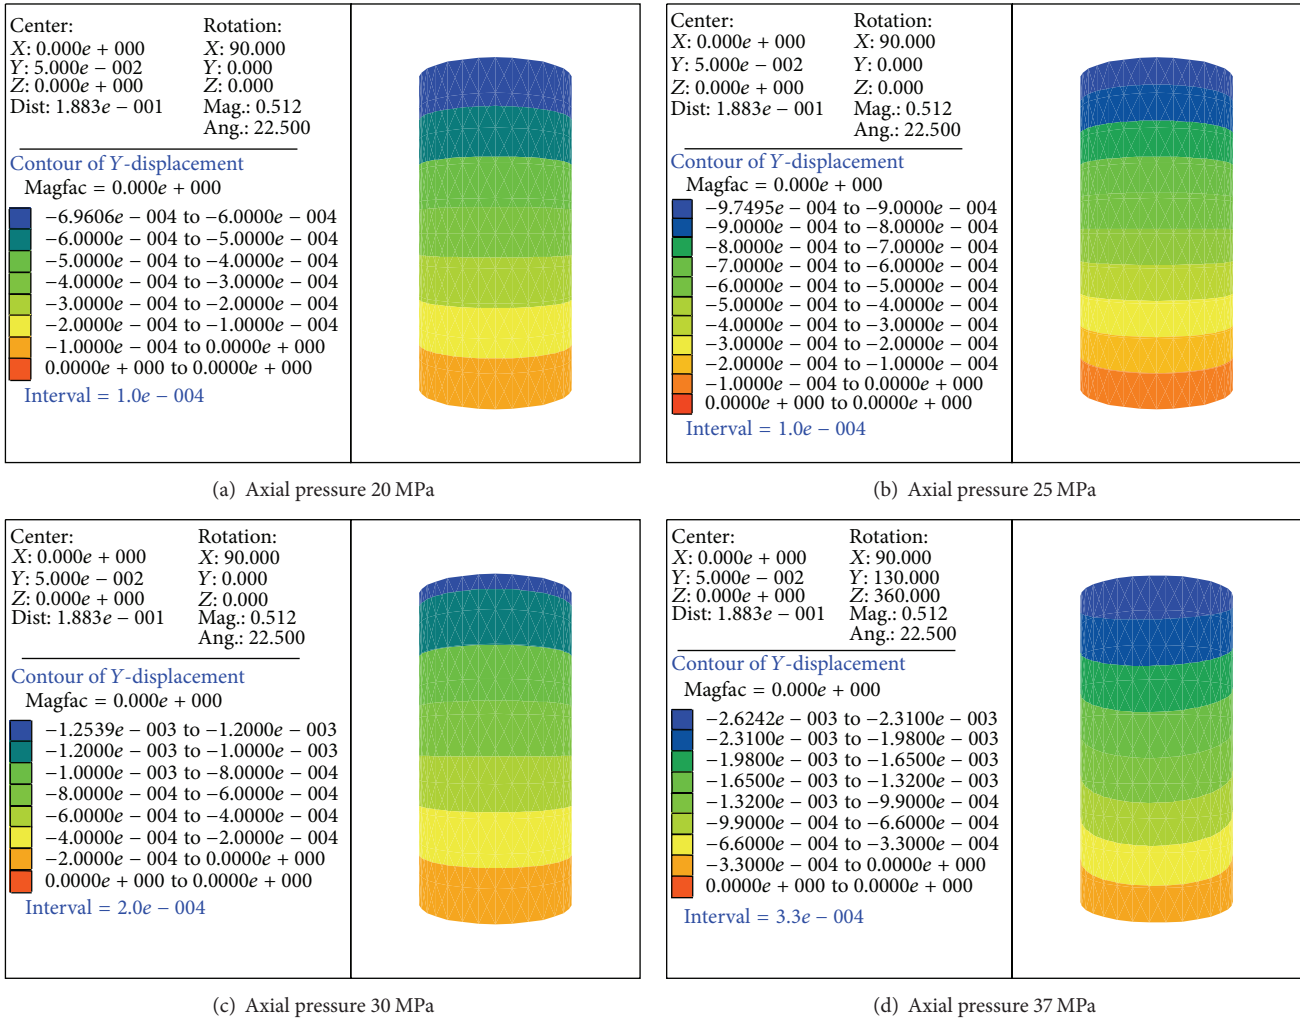 Center: Rotation:
X: 0.000e + 000 X: 90.000
Y: 5.000e − 002 Y: 0.000
Z: 0.000e + 000 Z: 0.000
Dist: 1.883e − 001 Mag.: 0.512
Ang.: 22.500
Contour of Y-displacement
Magfac = 0.000e + 000
−6.9606e − 004 to −6.0000e − 004
−6.0000e − 004 to −5.0000e − 004
−5.0000e − 004 to −4.0000e − 004
−4.0000e − 004 to −3.0000e − 004
−3.0000e − 004 to −2.0000e − 004
−2.0000e − 004 to −1.0000e − 004
−1.0000e − 004 to 0.0000e + 000
0.0000e + 000 to 0.0000e + 000
Interval = 1.0e − 004
(a) Axial pressure 20 MPa
Center: Rotation:
X: 0.000e + 000 X: 90.000
Y: 5.000e − 002 Y: 0.000
Z: 0.000e + 000 Z: 0.000
Dist: 1.883e − 001 Mag.: 0.512
Ang.: 22.500
Contour of Y-displacement
Magfac = 0.000e + 000
−9.7495e − 004 to −9.0000e − 004
−9.0000e − 004 to −8.0000e − 004
−8.0000e − 004 to −7.0000e − 004
−7.0000e − 004 to −6.0000e − 004
−6.0000e − 004 to −5.0000e − 004
−5.0000e − 004 to −4.0000e − 004
−4.0000e − 004 to −3.0000e − 004
−3.0000e − 004 to −2.0000e − 004
−2.0000e − 004 to −1.0000e − 004
−1.0000e − 004 to 0.0000e + 000
0.0000e + 000 to 0.0000e + 000
Interval = 1.0e − 004
(b) Axial pressure 25 MPa
Center: Rotation:
X: 0.000e + 000 X: 90.000
Y: 5.000e − 002 Y: 0.000
Z: 0.000e + 000 Z: 0.000
Dist: 1.883e − 001 Mag.: 0.512
Ang.: 22.500
Contour of Y-displacement
Magfac = 0.000e + 000
−1.2539e − 003 to −1.2000e − 003
−1.2000e − 003 to −1.0000e − 003
−1.0000e − 003 to −8.0000e − 004
−8.0000e − 004 to −6.0000e − 004
−6.0000e − 004 to −4.0000e − 004
−4.0000e − 004 to −2.0000e − 004
−2.0000e − 004 to 0.0000e + 000
0.0000e + 000 to 0.0000e + 000
Interval = 2.0e − 004
(c) Axial pressure 30 MPa
Center: Rotation:
X: 0.000e + 000 X: 90.000
Y: 5.000e − 002 Y: 130.000
Z: 0.000e + 000 Z: 360.000
Dist: 1.883e − 001 Mag.: 0.512
Ang.: 22.500
Contour of Y-displacement
Magfac = 0.000e + 000
−2.6242e − 003 to −2.3100e − 003
−2.3100e − 003 to −1.9800e − 003
−1.9800e − 003 to −1.6500e − 003
−1.6500e − 003 to −1.3200e − 003
−1.3200e − 003 to −9.9000e − 004
−9.9000e − 004 to −6.6000e − 004
−6.6000e − 004 to −3.3000e − 004
−3.3000e − 004 to 0.0000e + 000
0.0000e + 000 to 0.0000e + 000
Interval = 3.3e − 004
(d) Axial pressure 37 MPa